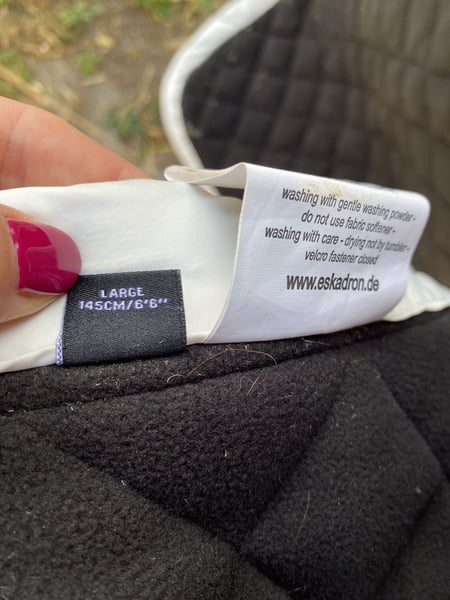 LARGE
145CM/6'6"
washing with gentle washing powder -
do not use fabric softener -
washing with care - drying not by tumbler -
velcro fastener closed
www.eskadron.de